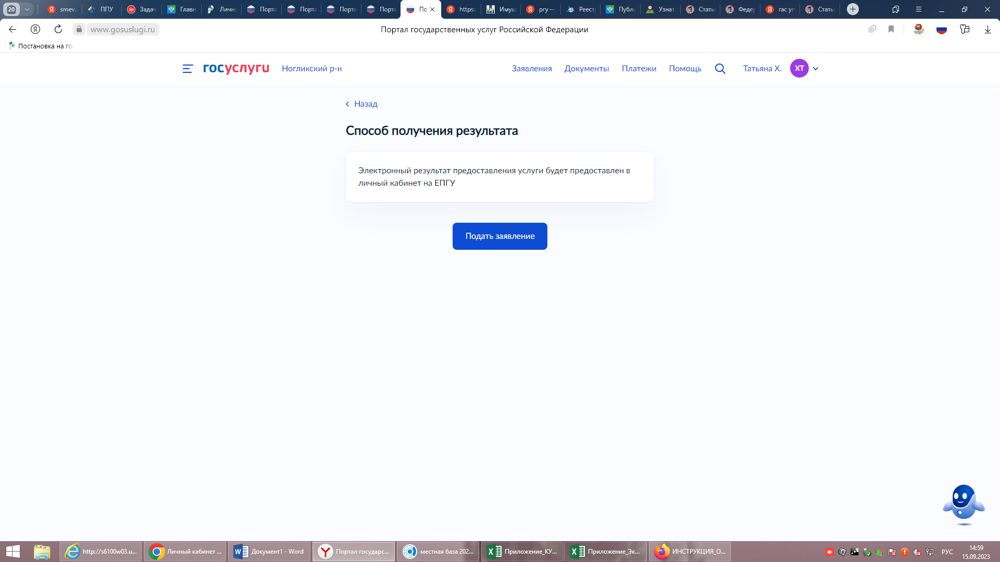 20
smev.
ППУ
Задач
Главн
Личн
Порта
Порта
Порта
Порта
По
https:
Имущ
pry —
Реест
Публ
Узнат
Стать
Федер
гас уп
Стать
www.gosuslugi.ru
Портал государственных услуг Российской Федерации
Постановка на гос
госуслуги
Ногликский р-н
Заявления
Документы
Платежи
Помощь
Татьяна Х.
ХТ
Назад
Способ получения результата
Электронный результат предоставления услуги будет предоставлен в
личный кабинет на ЕПГУ
Подать заявление
http://s6100w03.u...
Личный кабинет ...
Документ1 - Word
Портал государс...
местная база 202...
Приложение_КУ...
Приложение_Эк...
ИНСТРУКЦИЯ_О...
РУС
14:59
15.09.2023